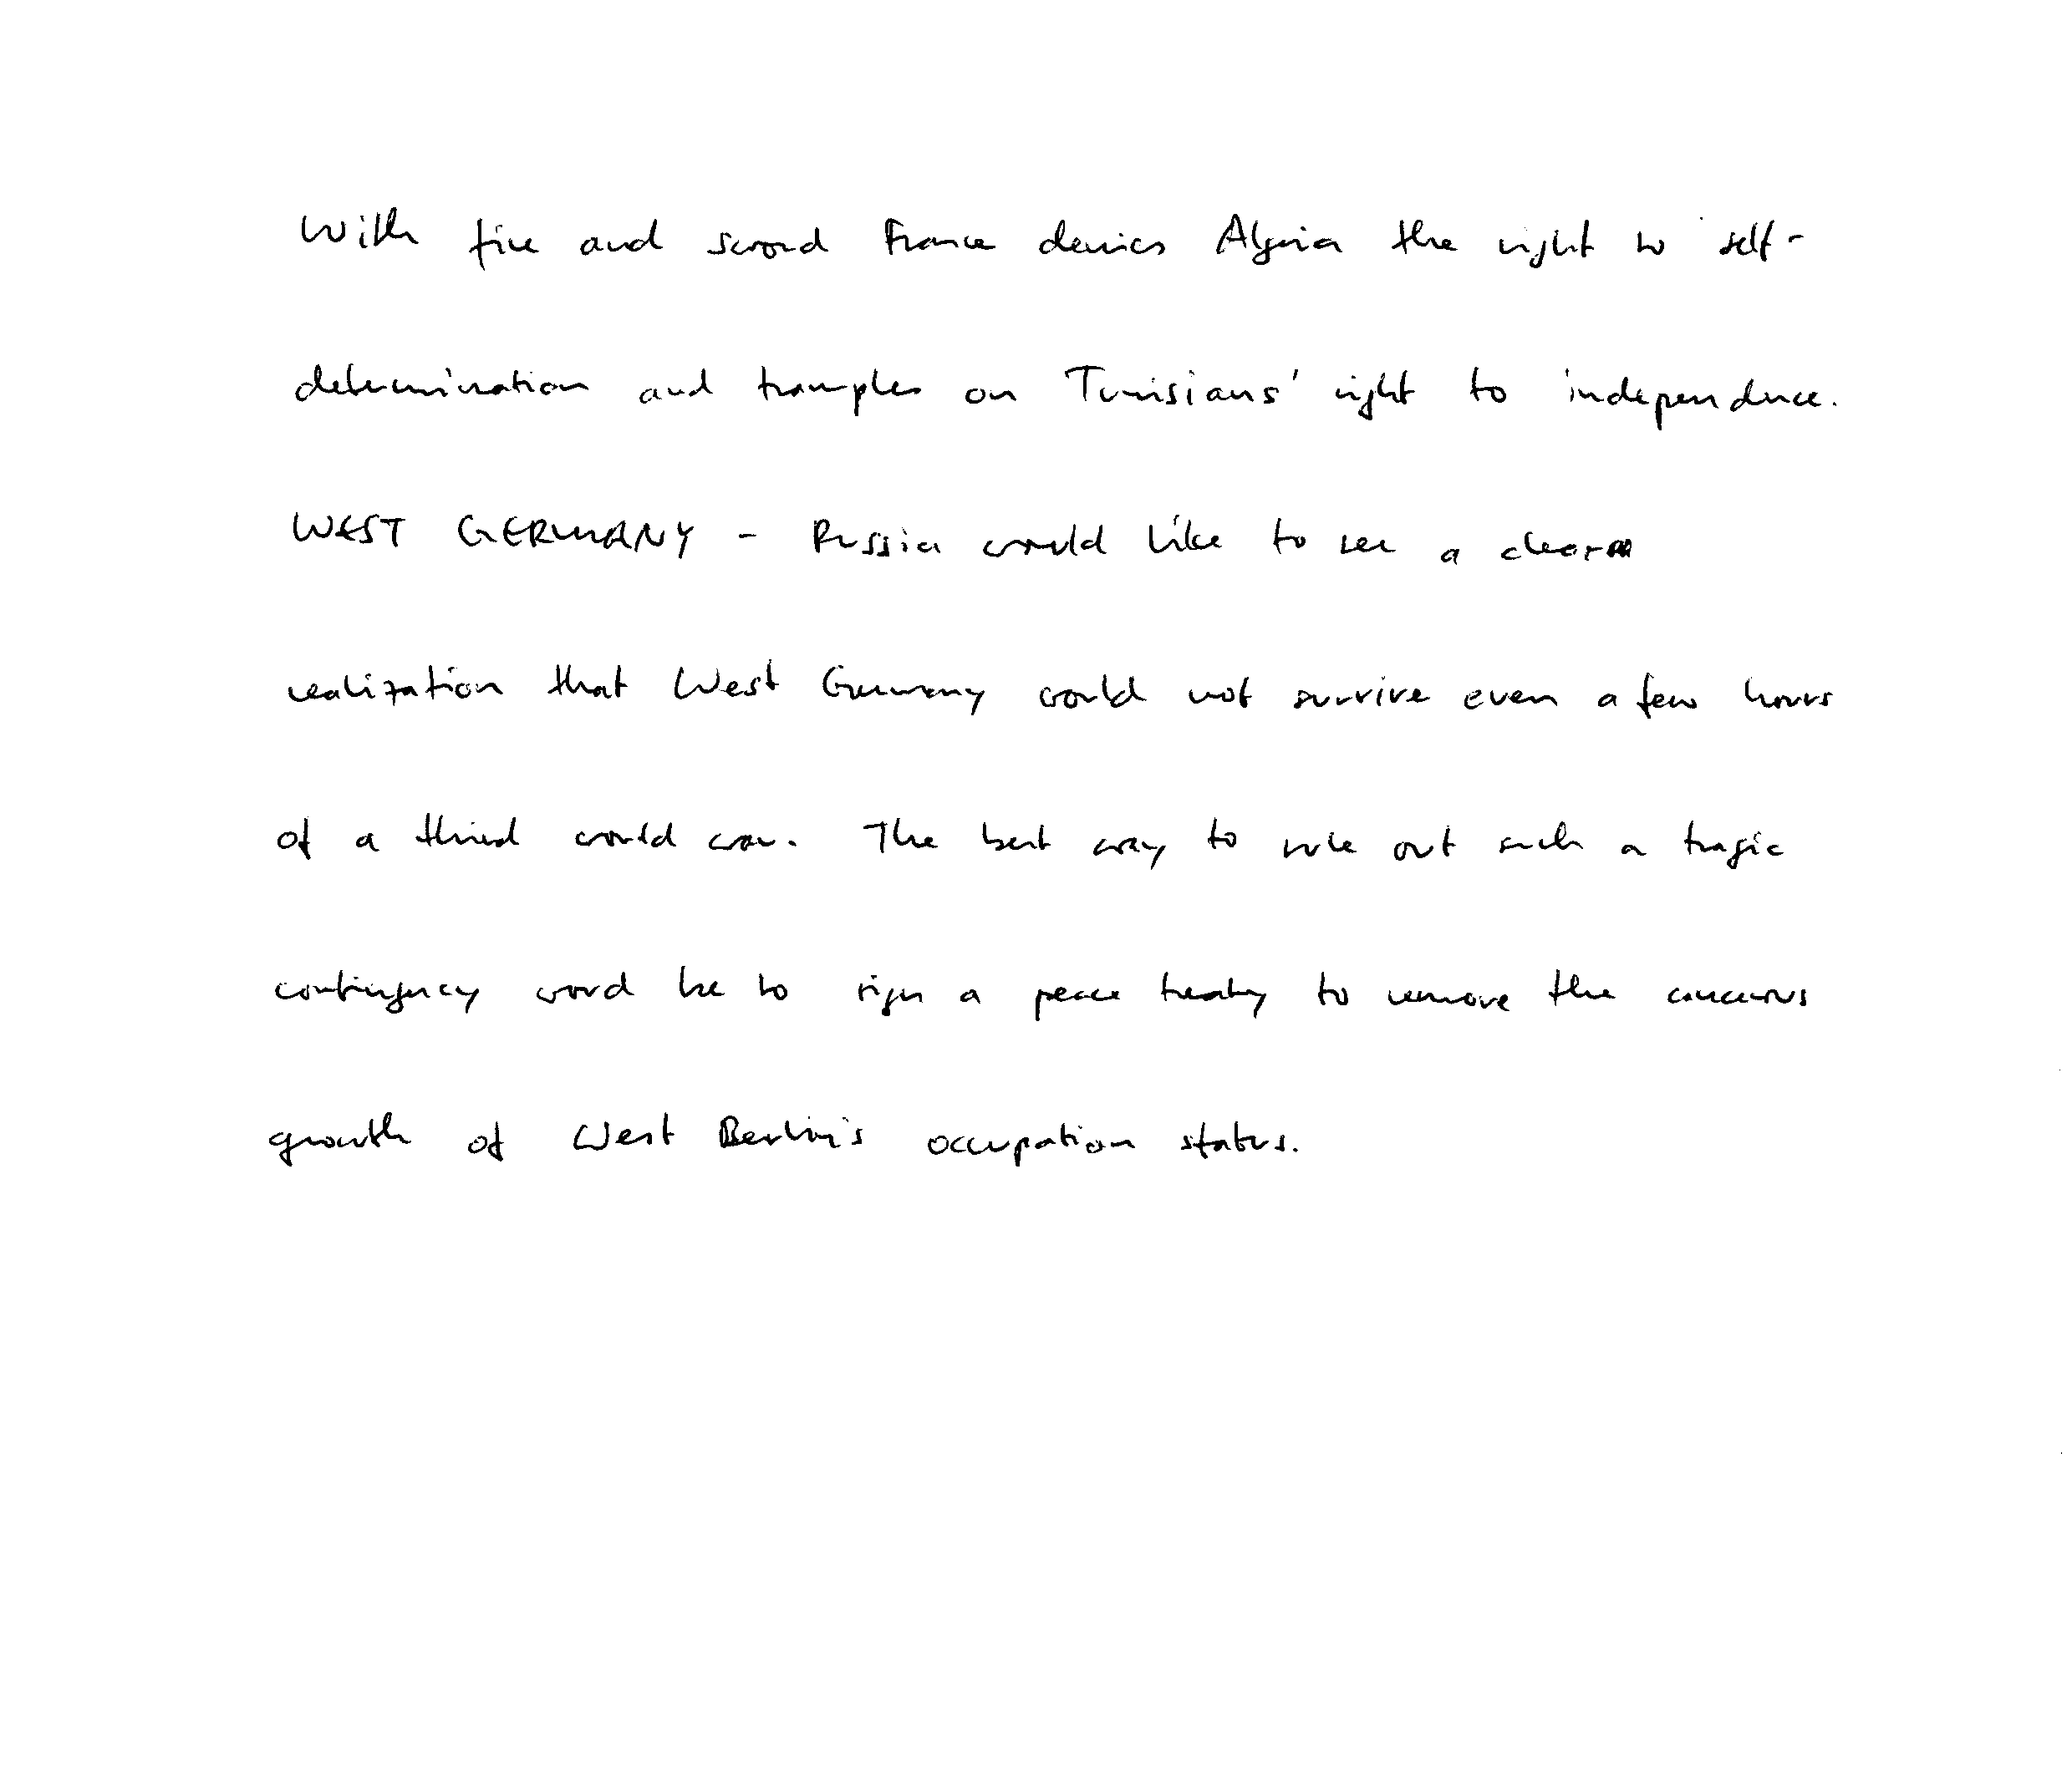 With fire and sword France denies Algeria the right to self-
determination and tramples on Tunisians' right to independence.
WEST GERMANY - Russia would like to see a clear
realization that West Germany would not survive even a few hours
of a third world war. The best way to rule out such a tragic
contingency would be to sign a peace treaty to remove the cancerous
growth of West Berlin's occupation status.